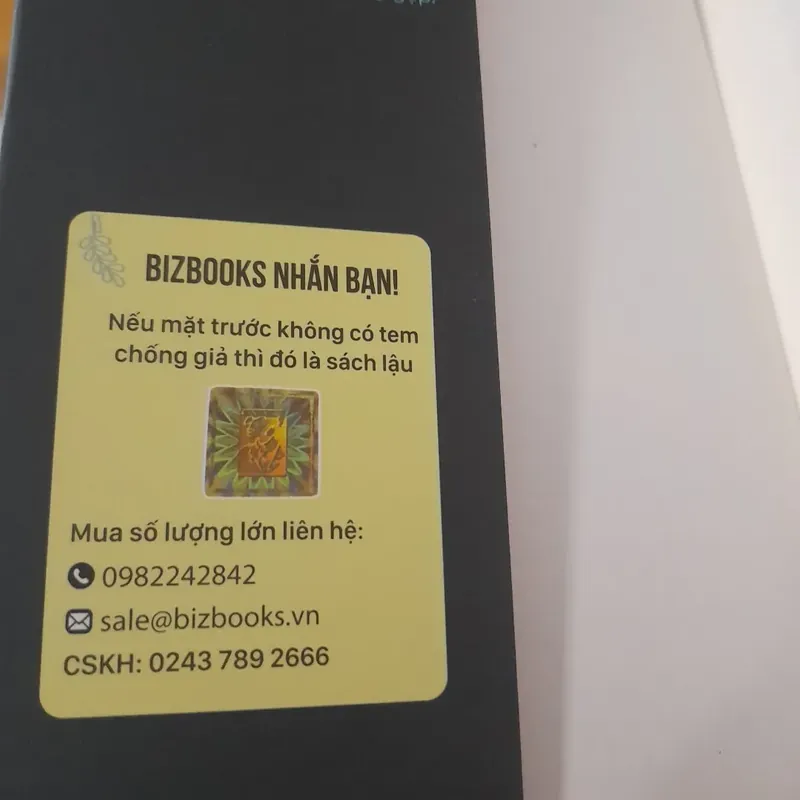 BIZBOOKS NHẮN BẠN!
Nếu mặt trước không có tem
chống giả thì đó là sách lậu
Mua số lượng lớn liên hệ:
0982242842
sale@bizbooks.vn
CSKH: 0243 789 2666